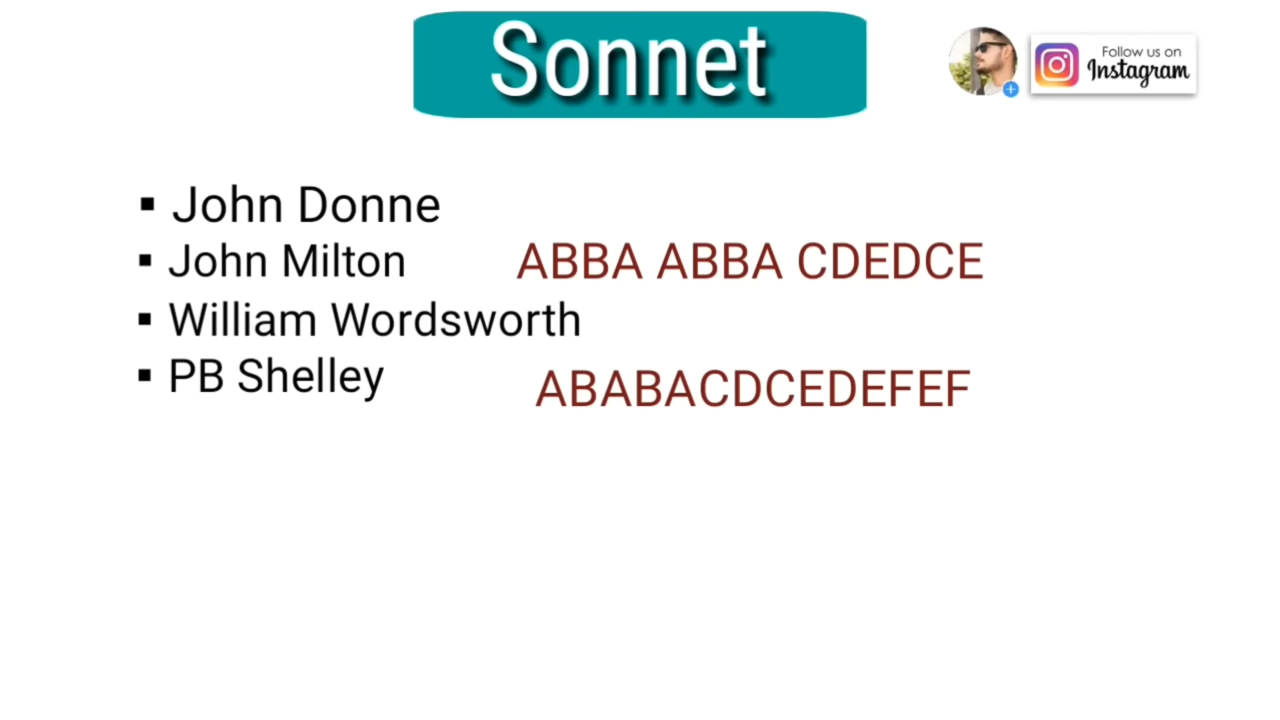 Sonnet
Follow us on
Instagram
▪ John Donne
▪ John Milton ABBA ABBA CDEDCE
▪ William Wordsworth
▪ PB Shelley ABABACDCEDEFEF